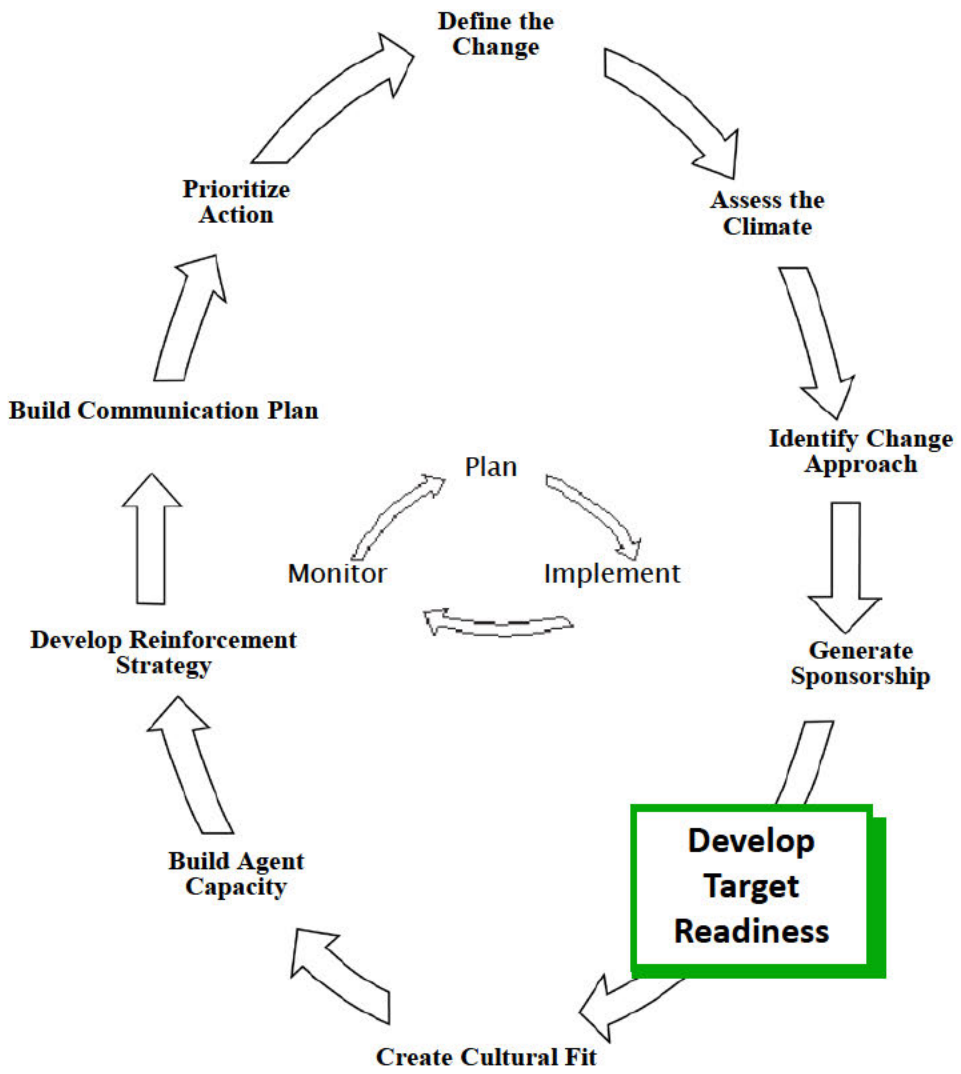 Define the
Change
Assess the
Climate
Identify Change
Approach
Generate
Sponsorship
Develop
Target
Readiness
Create Cultural Fit
Build Agent
Capacity
Develop Reinforcement
Strategy
Build Communication Plan
Prioritize
Action
Plan
Implement
Monitor